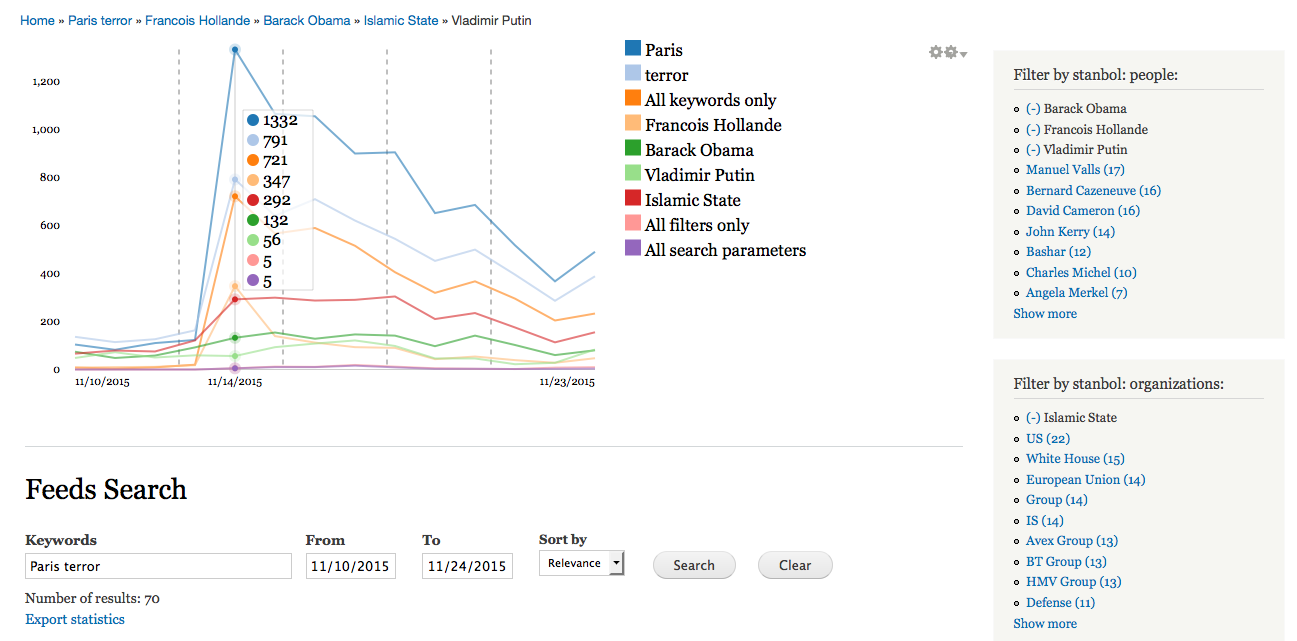 Home » Paris terror » Francois Hollande » Barack Obama » Islamic State » Vladimir Putin
1,200
1,000
800
600
400
200
0
11/10/2015
11/14/2015
11/23/2015
1332
791
721
347
292
132
56
5
5
Paris
terror
All keywords only
Francois Hollande
Barack Obama
Vladimir Putin
Islamic State
All filters only
All search parameters
Filter by stanbol: people:
(-) Barack Obama
(-) Francois Hollande
(-) Vladimir Putin
Manuel Valls (17)
Bernard Cazeneuve (16)
David Cameron (16)
John Kerry (14)
Bashar (12)
Charles Michel (10)
Angela Merkel (7)
Show more
Filter by stanbol: organizations:
(-) Islamic State
US (22)
White House (15)
European Union (14)
Group (14)
IS (14)
Avex Group (13)
BT Group (13)
HMV Group (13)
Defense (11)
Show more
Feeds Search
Keywords
Paris terror
From
11/10/2015
To
11/24/2015
Sort by
Relevance
Search
Clear
Number of results: 70
Export statistics